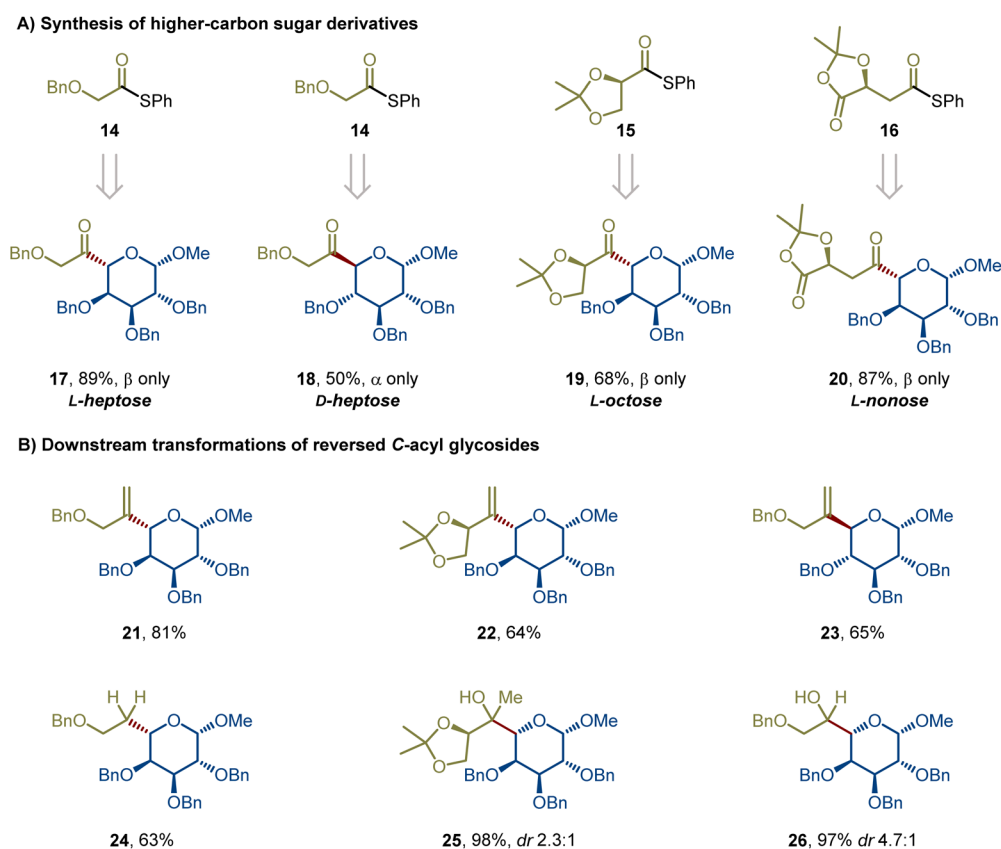 A) Synthesis of higher-carbon sugar derivatives
BnO
O
SPh
14
BnO
O
SPh
14
O
O
O
SPh
15
O
O
O
O
SPh
16
BnO
O
O
OMe
BnO
OBn
OBn
17, 89%, β only
L-heptose
BnO
O
O
OMe
BnO
OBn
OBn
18, 50%, α only
D-heptose
O
O
O
O
OMe
BnO
OBn
OBn
19, 68%, β only
L-octose
O
O
O
O
O
OMe
BnO
OBn
OBn
20, 87%, β only
L-nonose
B) Downstream transformations of reversed C-acyl glycosides
BnO
O
OMe
BnO
OBn
OBn
21, 81%
O
O
O
OMe
BnO
OBn
OBn
22, 64%
BnO
O
OMe
BnO
OBn
OBn
23, 65%
H
H
BnO
O
OMe
BnO
OBn
OBn
24, 63%
HO
Me
O
O
O
OMe
BnO
OBn
OBn
25, 98%, dr 2.3:1
HO
H
BnO
O
OMe
BnO
OBn
OBn
26, 97% dr 4.7:1